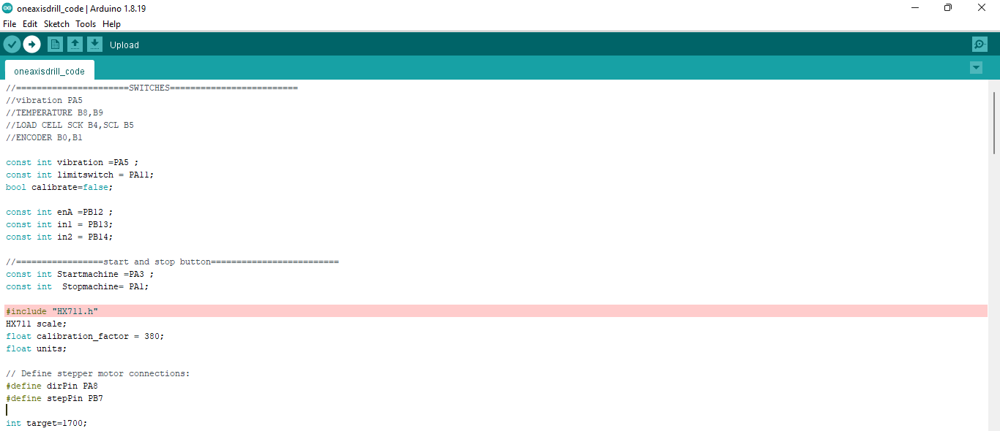 oneaxisdrill_code | Arduino 1.8.19
File Edit Sketch Tools Help
Upload
oneaxisdrill_code
//======================SWITCHES=========================
//vibration PA5
//TEMPERATURE B8,B9
//LOAD CELL SCK B4,SCL B5
//ENCODER B0,B1
const int vibration =PA5 ;
const int limitswitch = PA11;
bool calibrate=false;
const int enA =PB12 ;
const int in1 = PB13;
const int in2 = PB14;
//=================start and stop button=========================
const int Startmachine =PA3 ;
const int  Stopmachine= PA1;
#include "HX711.h"
HX711 scale;
float calibration_factor = 380;
float units;
// Define stepper motor connections:
#define dirPin PA8
#define stepPin PB7
int target=1700;